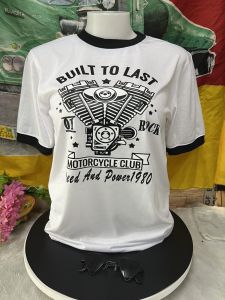 BUILT TO LAST
MOTORCYCLE CLUB
And Power1980